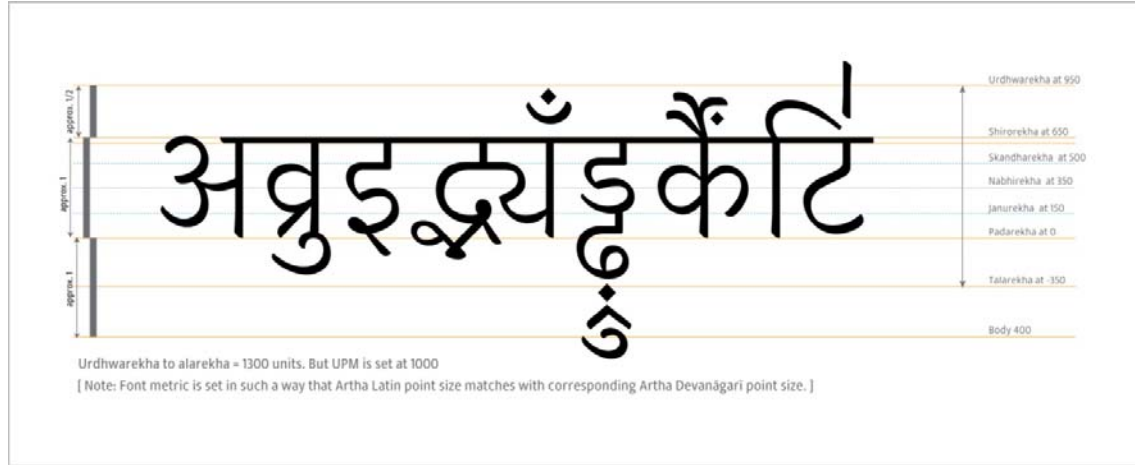 approx. 1/2
approx. 1
approx. 1
Urdhwarekha at 950
Shirorekha at 650
Skandharekha at 500
Nabhirekha at 350
Janurekha at 150
Padarekha at 0
Talarekha at -350
Body 400
Urdhwarekha to alarekha = 1300 units. But UPM is set at 1000
[ Note: Font metric is set in such a way that Artha Latin point size matches with corresponding Artha Devanāgarī point size. ]